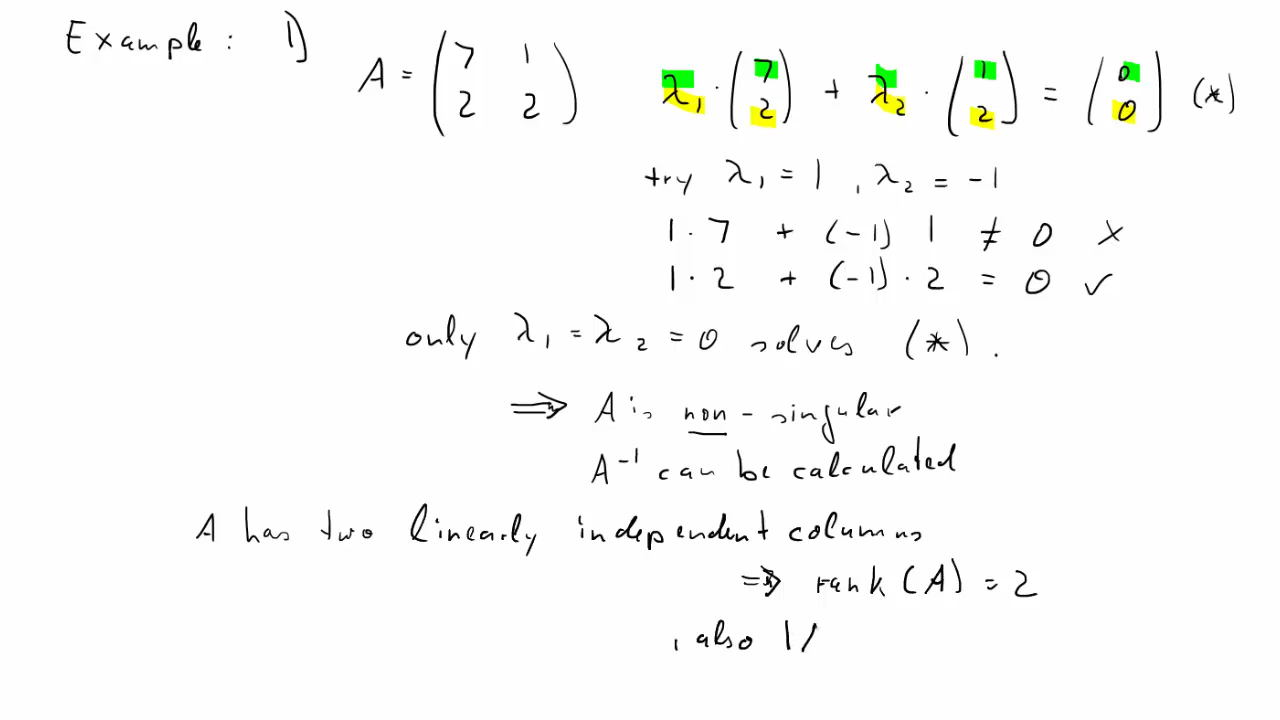 Example: 1)
A = ( 7 1 ; 2 2 )   λ₁ · ( 7 ; 2 ) + λ₂ · ( 1 ; 2 ) = ( 0 ; 0 ) (*)
try λ₁ = 1 , λ₂ = -1
1 · 7 + (-1) 1 ≠ 0 ×
1 · 2 + (-1) · 2 = 0 ✓
only λ₁ = λ₂ = 0 solves (*) .
⟹ A is non - singular
A⁻¹ can be calculated
A has two linearly independent columns
⟹ rank (A) = 2
, also